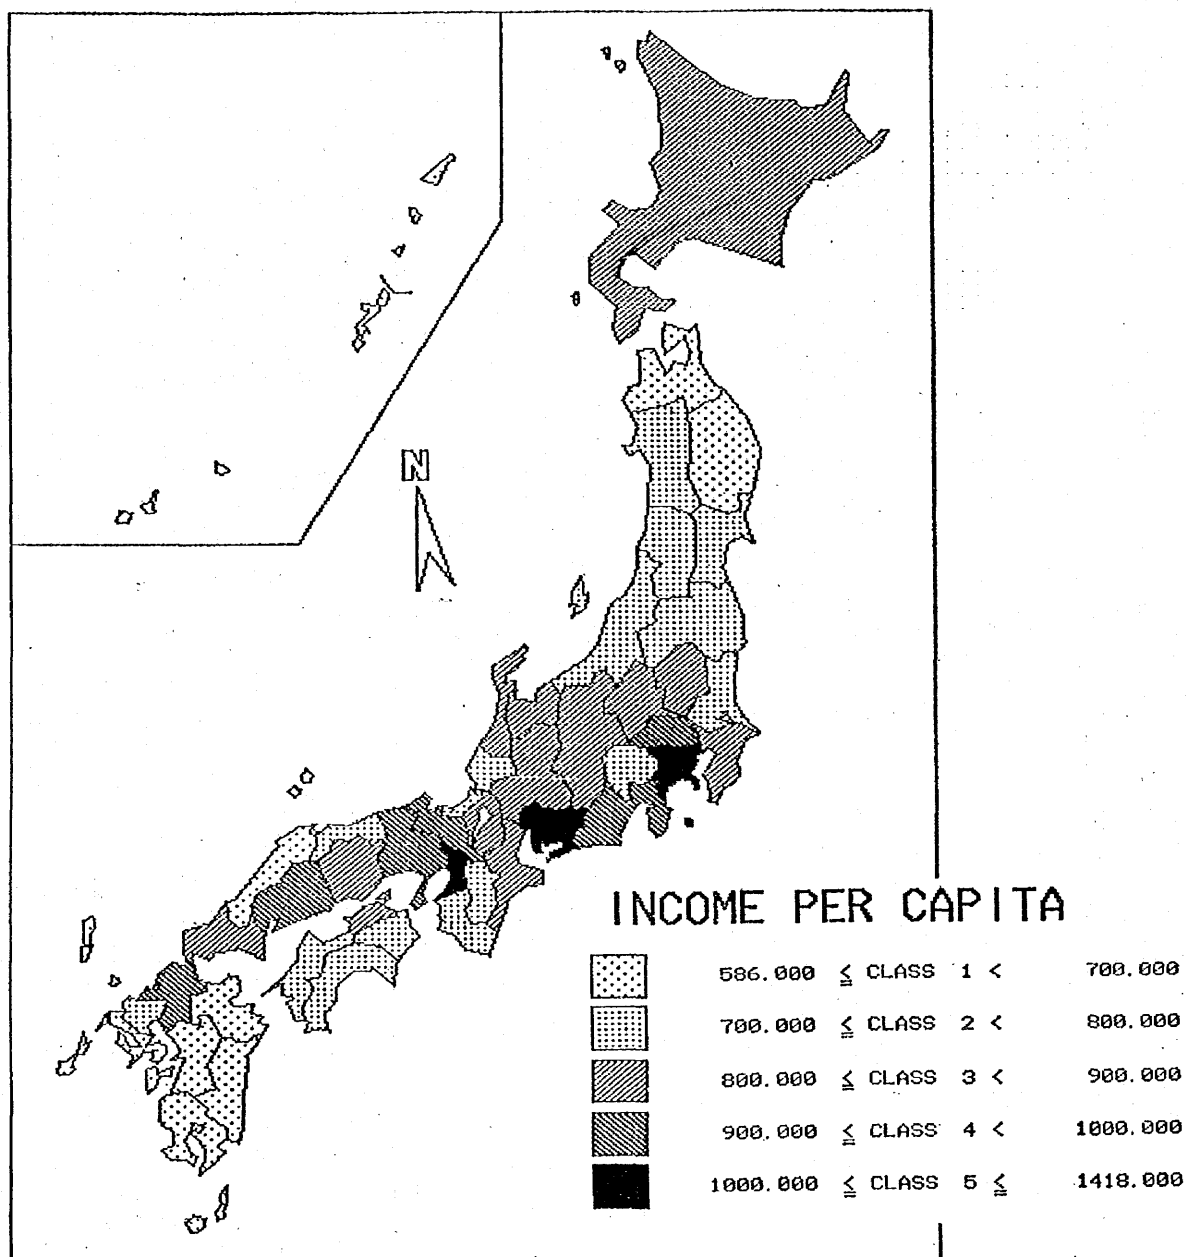 N
INCOME PER CAPITA
586.000 ≦ CLASS 1 < 700.000
700.000 ≦ CLASS 2 < 800.000
800.000 ≦ CLASS 3 < 900.000
900.000 ≦ CLASS 4 < 1000.000
1000.000 ≦ CLASS 5 ≦ 1418.000